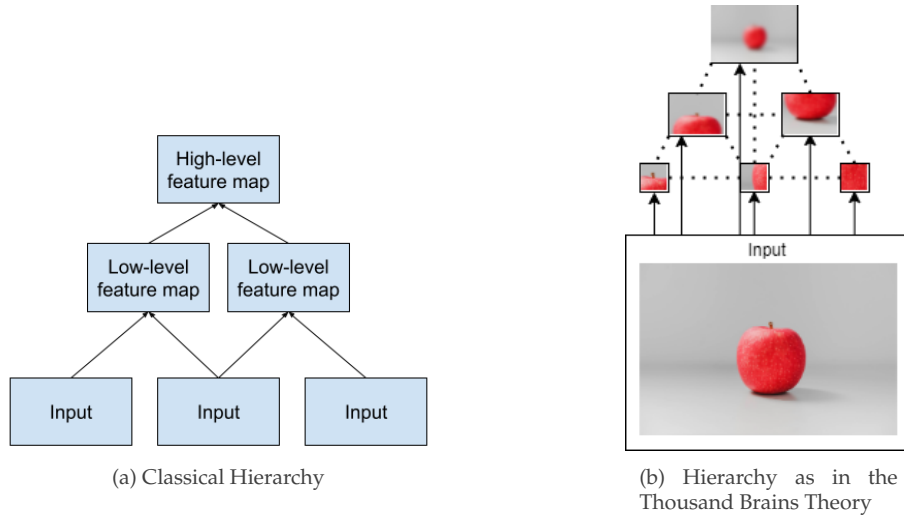 High-level
feature map
Low-level
feature map
Low-level
feature map
Input
Input
Input
(a) Classical Hierarchy
Input
(b) Hierarchy as in the
Thousand Brains Theory